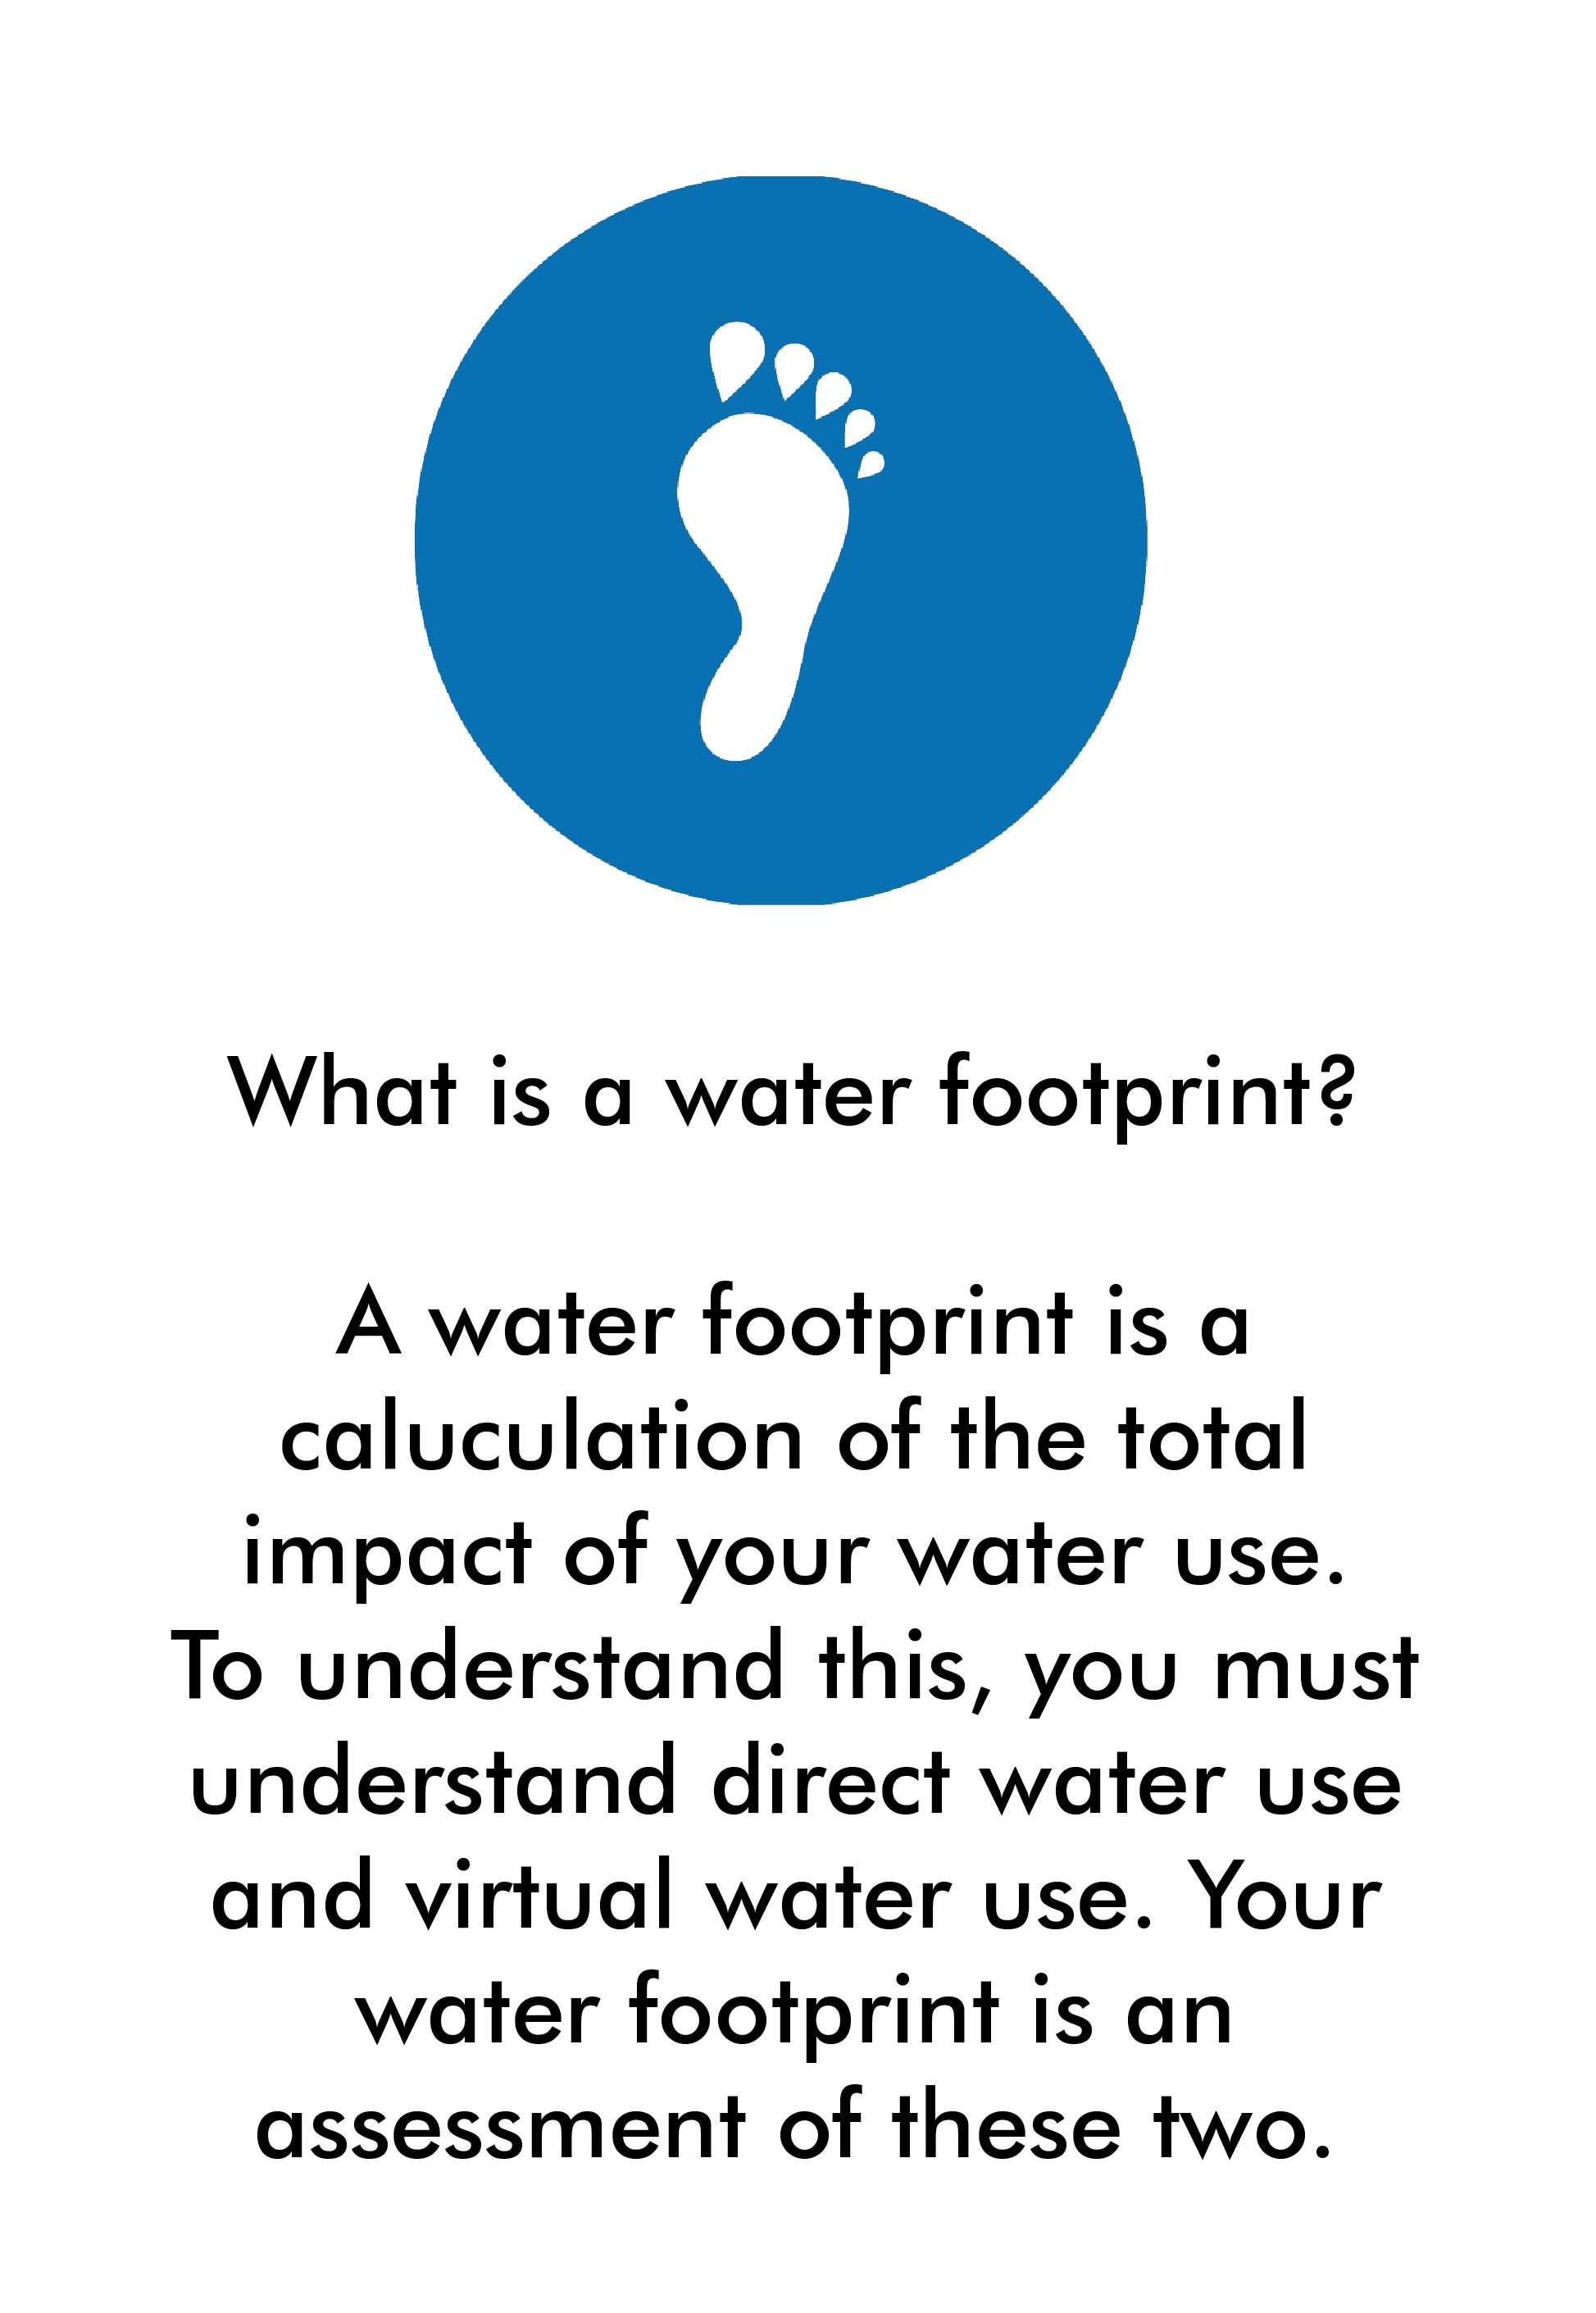 What is a water footprint?
A water footprint is a
caluculation of the total
impact of your water use.
To understand this, you must
understand direct water use
and virtual water use. Your
water footprint is an
assessment of these two.